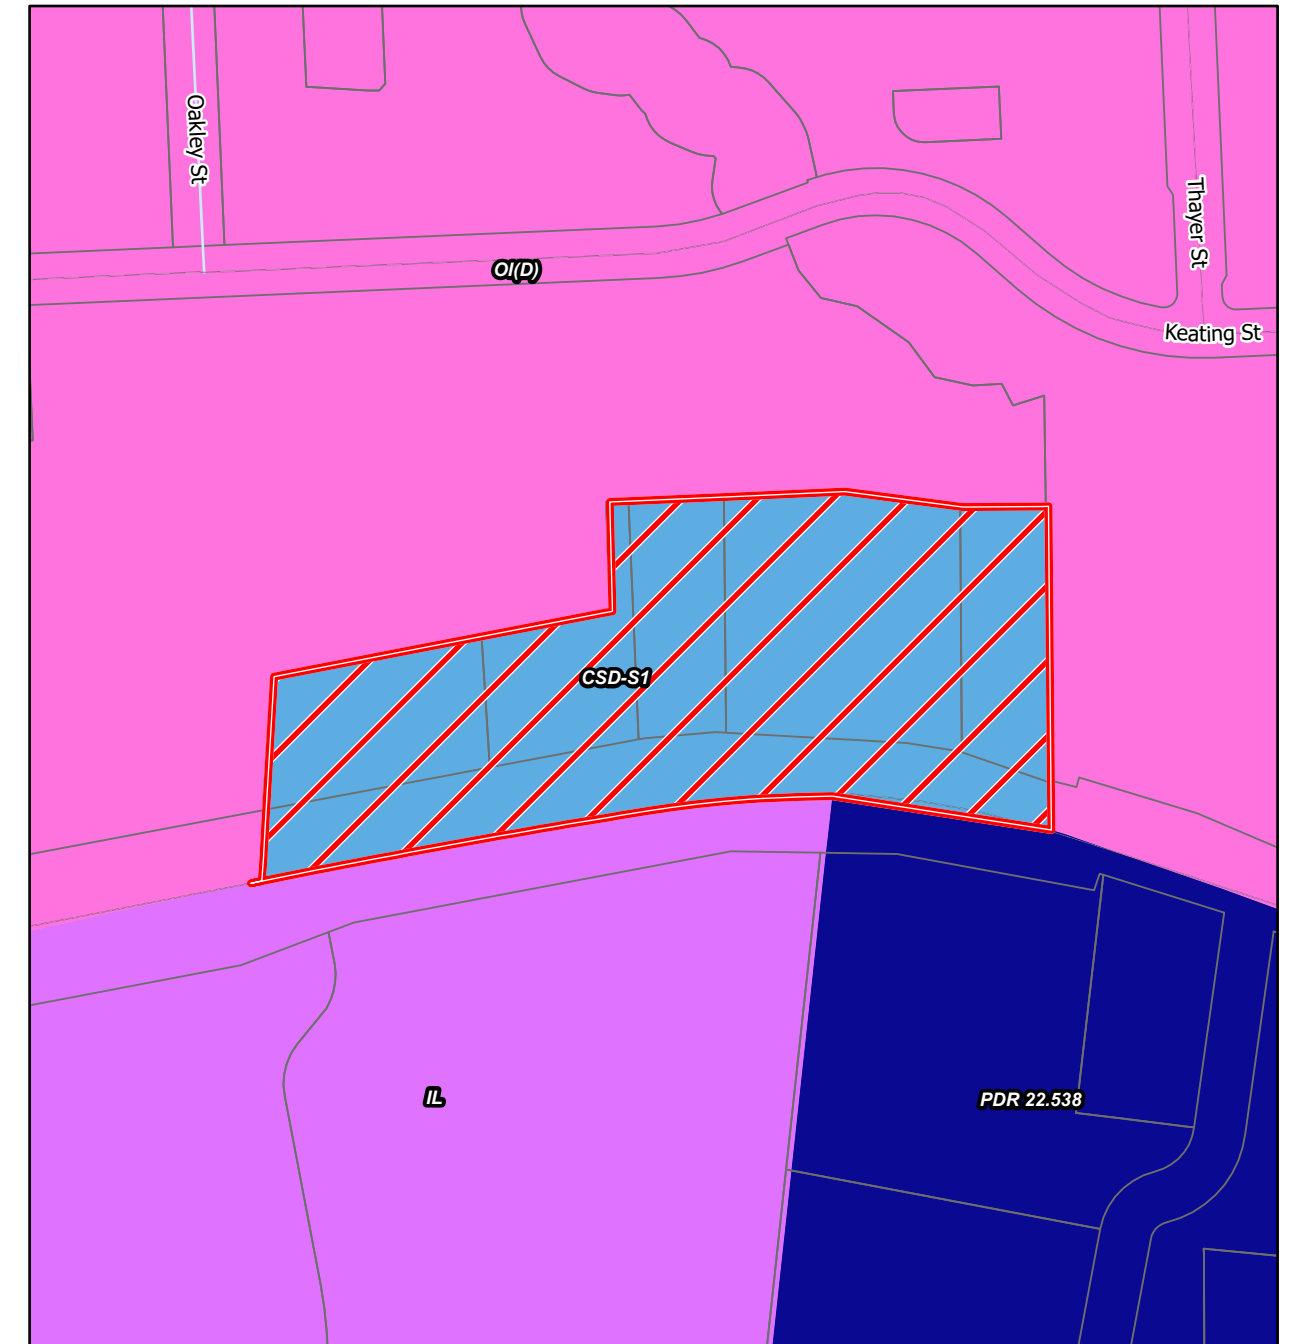 Oakley St
Thayer St
OI(D)
Keating St
CSD-S1
IL
PDR 22.538